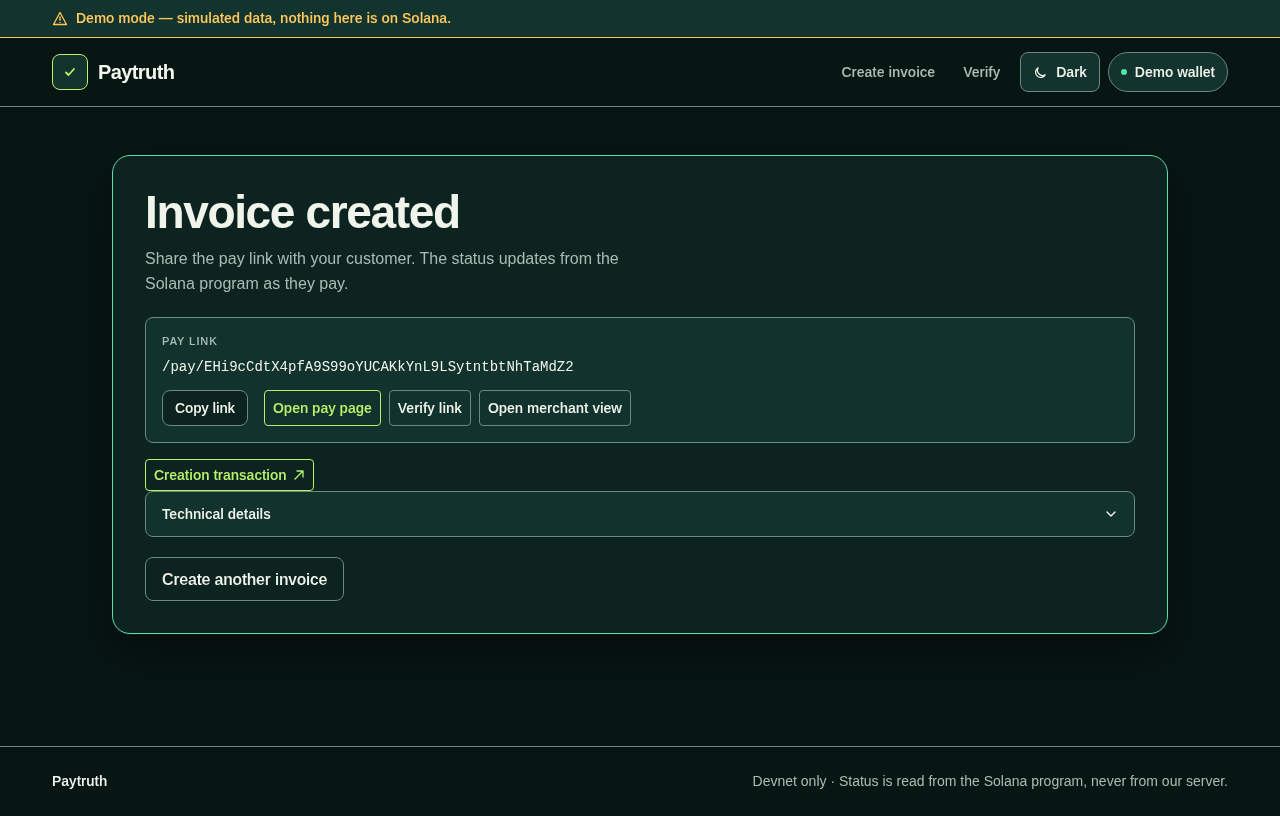 Demo mode — simulated data, nothing here is on Solana.
Paytruth
Create invoice
Verify
Dark
Demo wallet
Invoice created
Share the pay link with your customer. The status updates from the
Solana program as they pay.
PAY LINK
/pay/EHi9cCdtX4pfA9S99oYUCAKkYnL9LSytntbtNhTaMdZ2
Copy link
Open pay page
Verify link
Open merchant view
Creation transaction
Technical details
Create another invoice
Paytruth
Devnet only · Status is read from the Solana program, never from our server.